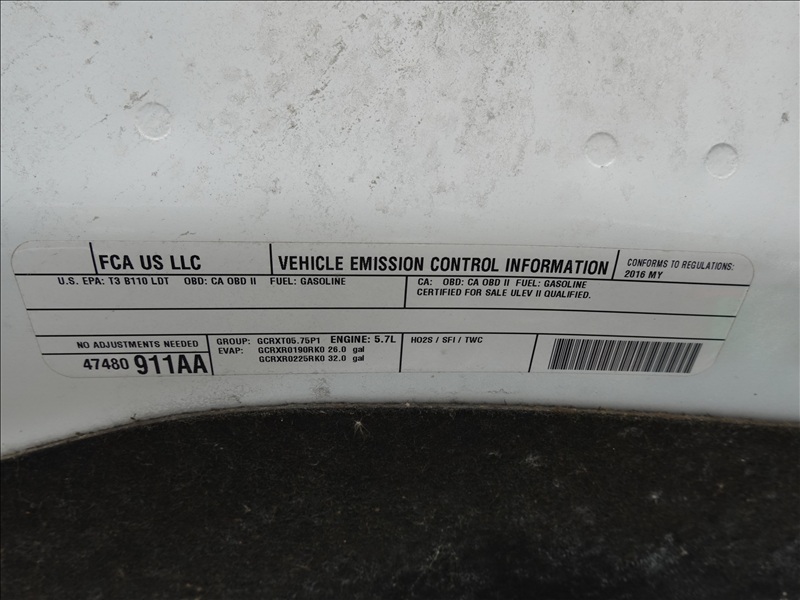 FCA US LLC
VEHICLE EMISSION CONTROL INFORMATION
CONFORMS TO REGULATIONS:
2016 MY
U.S. EPA: T3 B110 LDT OBD: CA OBD II FUEL: GASOLINE
CA: OBD: CA OBD II FUEL: GASOLINE
CERTIFIED FOR SALE ULEV II QUALIFIED.
NO ADJUSTMENTS NEEDED
47480 911AA
GROUP: GCRXT05.75P1 ENGINE: 5.7L
EVAP: GCRXR0190RK0 26.0 gal
GCRXR0225RK0 32.0 gal
HO2S / SFI / TWC